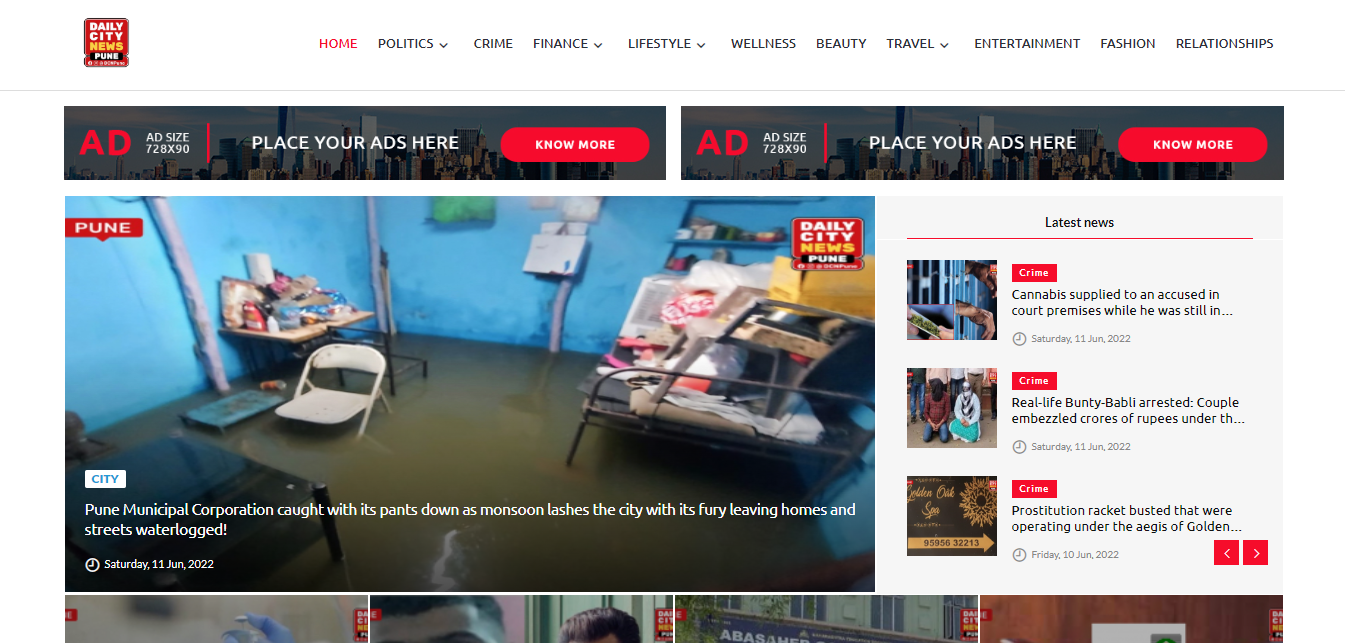 DAILY
CITY
NEWS
PUNE
@DCNPune
HOME
POLITICS
CRIME
FINANCE
LIFESTYLE
WELLNESS
BEAUTY
TRAVEL
ENTERTAINMENT
FASHION
RELATIONSHIPS
AD
AD SIZE
728X90
PLACE YOUR ADS HERE
KNOW MORE
AD
AD SIZE
728X90
PLACE YOUR ADS HERE
KNOW MORE
PUNE
DAILY
CITY
NEWS
PUNE
@DCNPune
CITY
Pune Municipal Corporation caught with its pants down as monsoon lashes the city with its fury leaving homes and
streets waterlogged!
Saturday, 11 Jun, 2022
Latest news
Crime
Cannabis supplied to an accused in
court premises while he was still in...
Saturday, 11 Jun, 2022
Crime
Real-life Bunty-Babli arrested: Couple
embezzled crores of rupees under th...
Saturday, 11 Jun, 2022
Golden Oak
Spa
95956 32213
Crime
Prostitution racket busted that were
operating under the aegis of Golden...
Friday, 10 Jun, 2022
ABASAHEB